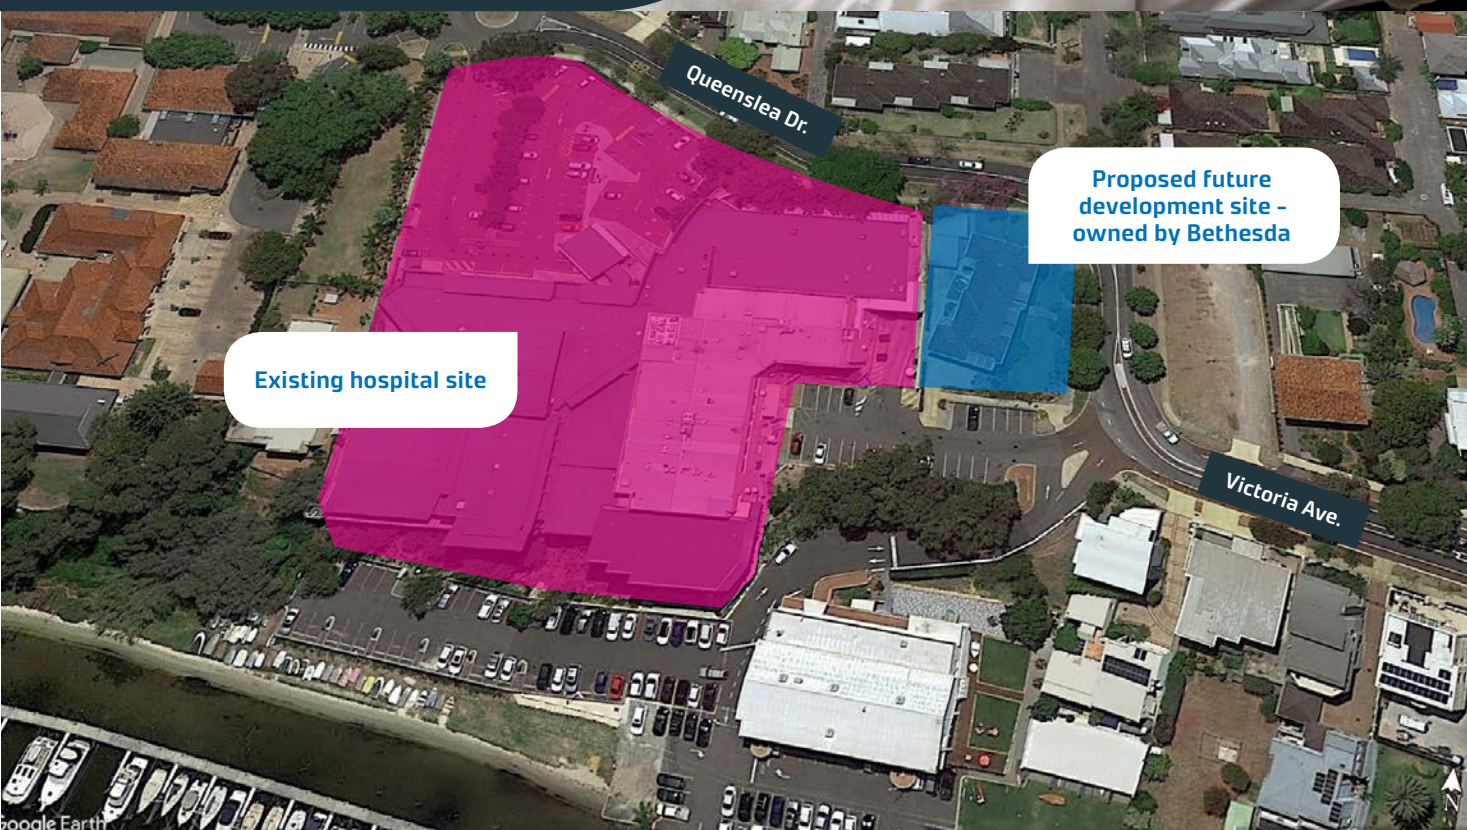 Queenslea Dr.
Proposed future
development site -
owned by Bethesda
Existing hospital site
Victoria Ave.
N
Google Earth